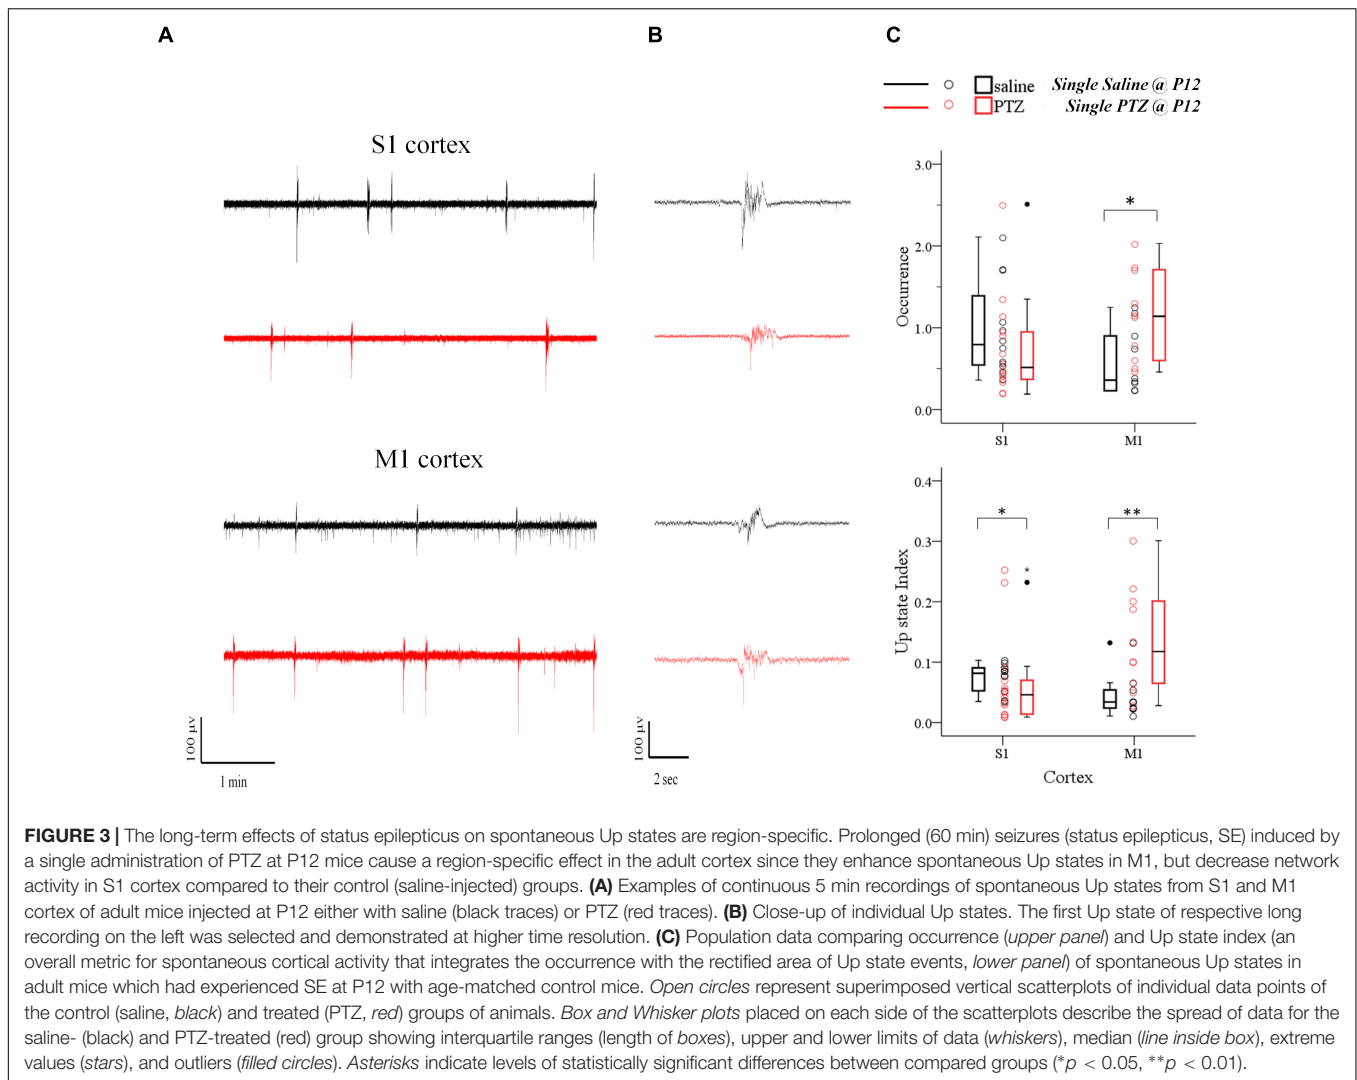 A
B
C
saline Single Saline @ P12
PTZ Single PTZ @ P12
S1 cortex
M1 cortex
100 μv
1 min
100 μv
2 sec
3.0
2.0
1.0
0.0
Occurrence
*
S1 M1
0.4
0.3
0.2
0.1
0.0
Up state Index
* **
*
S1 M1
Cortex
FIGURE 3 | The long-term effects of status epilepticus on spontaneous Up states are region-specific. Prolonged (60 min) seizures (status epilepticus, SE) induced by
a single administration of PTZ at P12 mice cause a region-specific effect in the adult cortex since they enhance spontaneous Up states in M1, but decrease network
activity in S1 cortex compared to their control (saline-injected) groups. (A) Examples of continuous 5 min recordings of spontaneous Up states from S1 and M1
cortex of adult mice injected at P12 either with saline (black traces) or PTZ (red traces). (B) Close-up of individual Up states. The first Up state of respective long
recording on the left was selected and demonstrated at higher time resolution. (C) Population data comparing occurrence (upper panel) and Up state index (an
overall metric for spontaneous cortical activity that integrates the occurrence with the rectified area of Up state events, lower panel) of spontaneous Up states in
adult mice which had experienced SE at P12 with age-matched control mice. Open circles represent superimposed vertical scatterplots of individual data points of
the control (saline, black) and treated (PTZ, red) groups of animals. Box and Whisker plots placed on each side of the scatterplots describe the spread of data for the
saline- (black) and PTZ-treated (red) group showing interquartile ranges (length of boxes), upper and lower limits of data (whiskers), median (line inside box), extreme
values (stars), and outliers (filled circles). Asterisks indicate levels of statistically significant differences between compared groups (*p < 0.05, **p < 0.01).